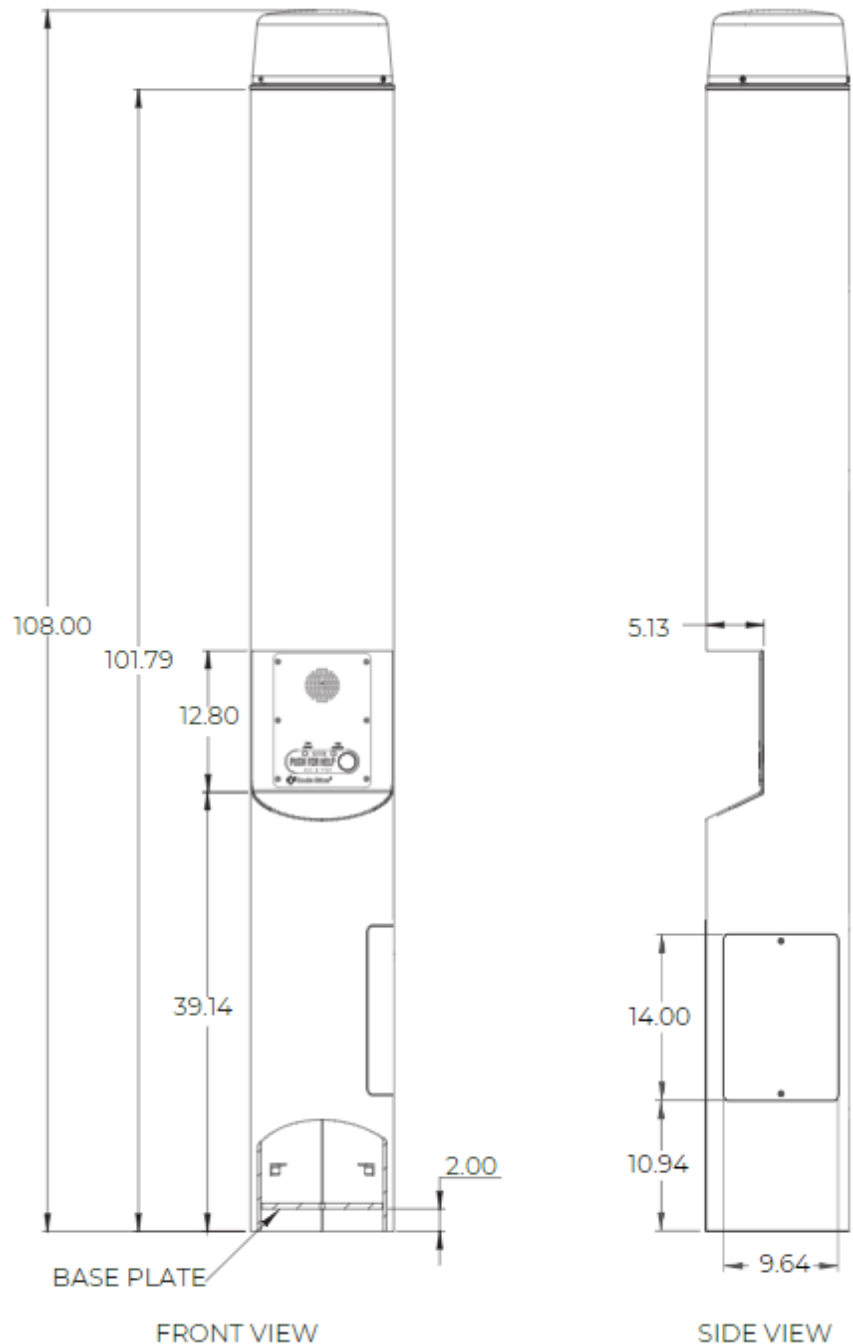 108.00
101.79
12.80
PUSH FOR HELP
39.14
2.00
BASE PLATE
FRONT VIEW
5.13
14.00
10.94
9.64
SIDE VIEW